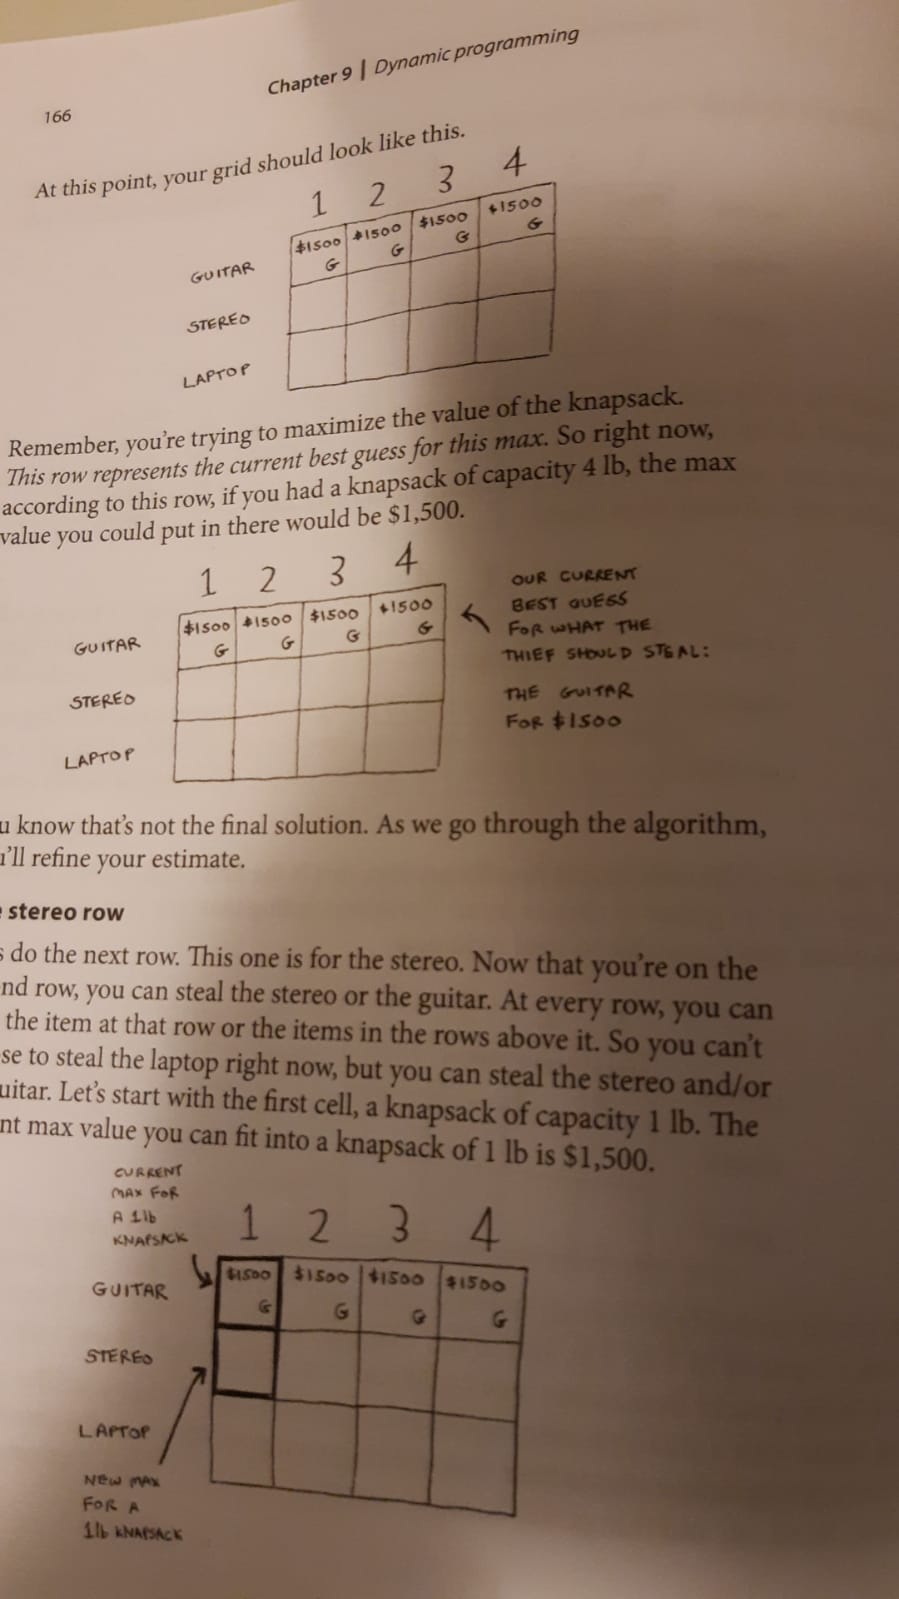 166
Chapter 9 | Dynamic programming
At this point, your grid should look like this.
1 2 3 4
$1500 $1500 $1500 $1500
GUITAR G G G G
STEREO
LAPTOP
Remember, you're trying to maximize the value of the knapsack.
This row represents the current best guess for this max. So right now,
according to this row, if you had a knapsack of capacity 4 lb, the max
value you could put in there would be $1,500.
1 2 3 4
$1500 $1500 $1500 $1500
GUITAR G G G G
STEREO
LAPTOP
OUR CURRENT
BEST GUESS
FOR WHAT THE
THIEF SHOULD STEAL:
THE GUITAR
FOR $1500
u know that's not the final solution. As we go through the algorithm,
u'll refine your estimate.
e stereo row
s do the next row. This one is for the stereo. Now that you're on the
nd row, you can steal the stereo or the guitar. At every row, you can
the item at that row or the items in the rows above it. So you can't
se to steal the laptop right now, but you can steal the stereo and/or
uitar. Let's start with the first cell, a knapsack of capacity 1 lb. The
nt max value you can fit into a knapsack of 1 lb is $1,500.
CURRENT
MAX FOR
A 1lb
KNAPSACK
1 2 3 4
$1500 $1500 $1500 $1500
GUITAR G G G G
STEREO
LAPTOP
NEW MAX
FOR A
1lb KNAPSACK